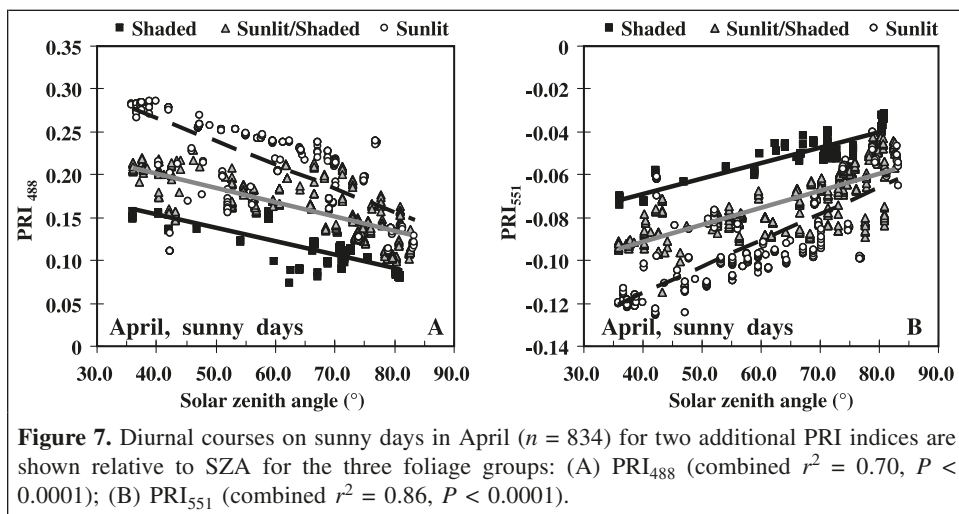 ■ Shaded △ Sunlit/Shaded ○ Sunlit
0.35
0.30
0.25
0.20
0.15
0.10
0.05
0
PRI488
April, sunny days A
30.0 40.0 50.0 60.0 70.0 80.0 90.0
Solar zenith angle (°)
■ Shaded △ Sunlit/Shaded ○ Sunlit
0
-0.02
-0.04
-0.06
-0.08
-0.10
-0.12
-0.14
PRI551
April, sunny days B
30.0 40.0 50.0 60.0 70.0 80.0 90.0
Solar zenith angle (°)
Figure 7. Diurnal courses on sunny days in April (n = 834) for two additional PRI indices are
shown relative to SZA for the three foliage groups: (A) PRI488 (combined r² = 0.70, P <
0.0001); (B) PRI551 (combined r² = 0.86, P < 0.0001).